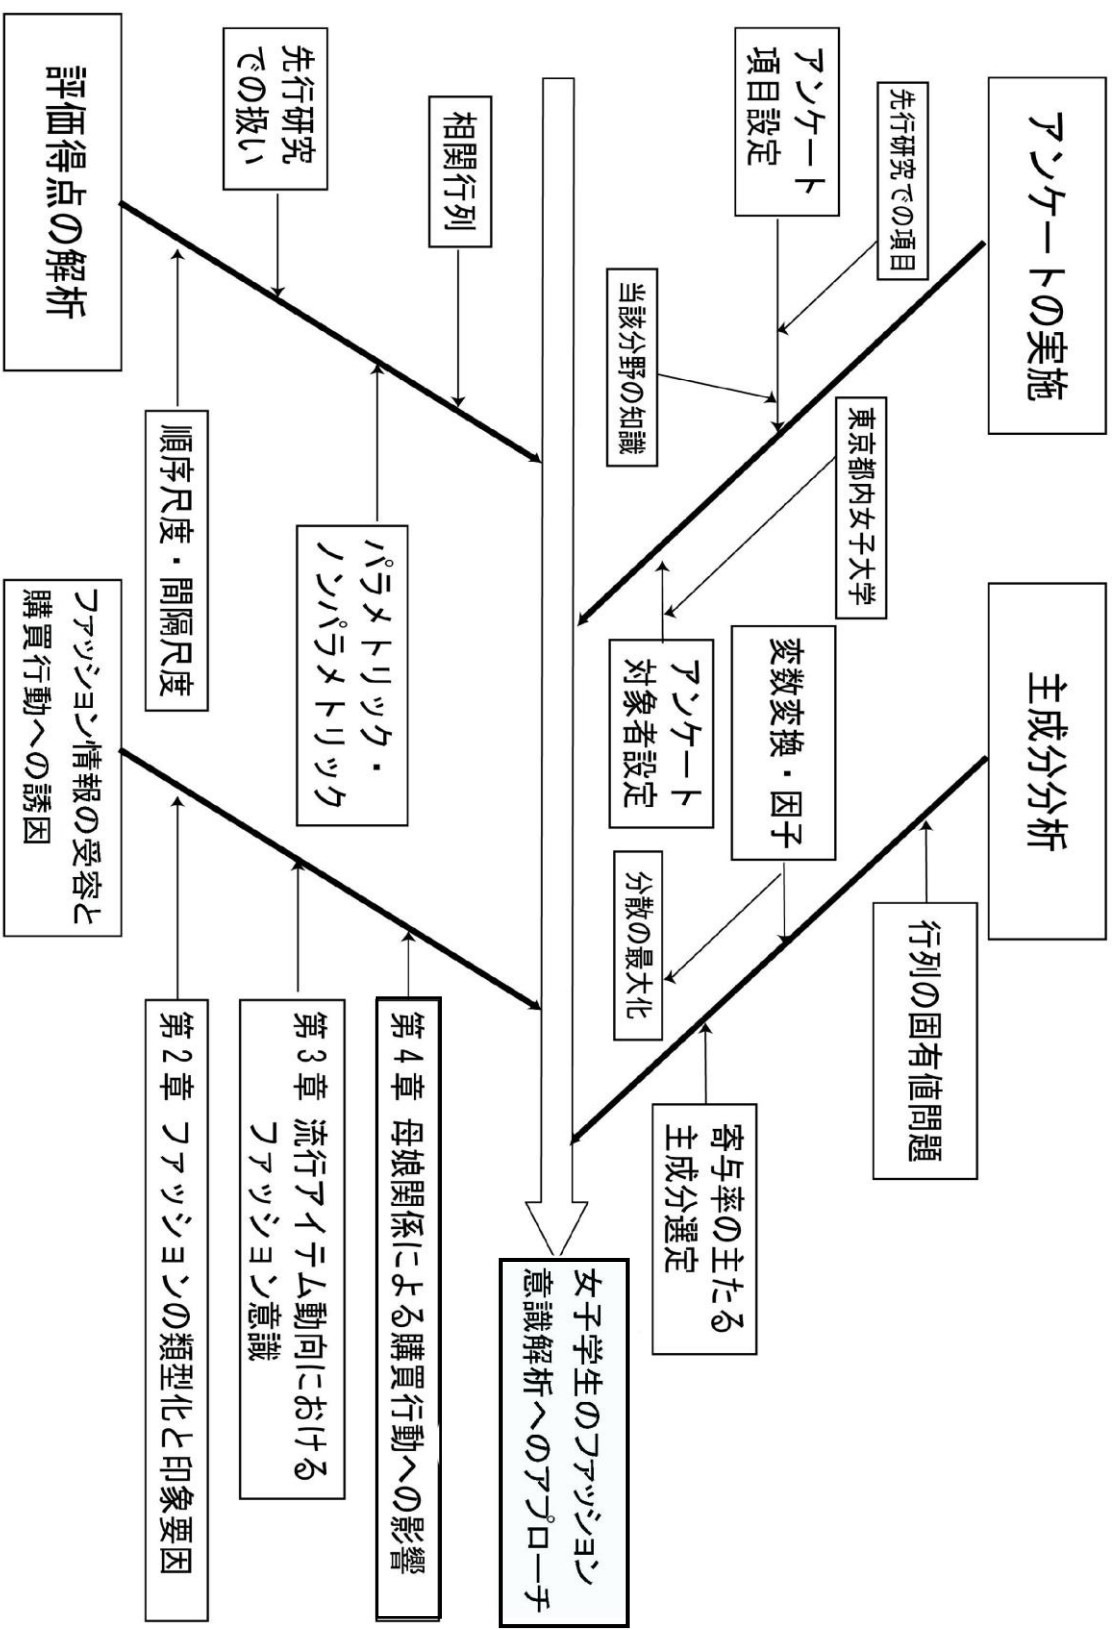 アンケートの実施
主成分分析
先行研究での項目
アンケート
項目設定
東京都内女子大学
当該分野の知識
アンケート
対象者設定
行列の固有値問題
変数変換・因子
分散の最大化
寄与率の主たる
主成分選定
女子学生のファッション
意識解析へのアプローチ
相関行列
先行研究
での扱い
パラメトリック・
ノンパラメトリック
順序尺度・間隔尺度
評価得点の解析
第4章 母娘関係による購買行動への影響
第3章 流行アイテム動向における
ファッション意識
第2章 ファッションの類型化と印象要因
ファッション情報の受容と
購買行動への誘因